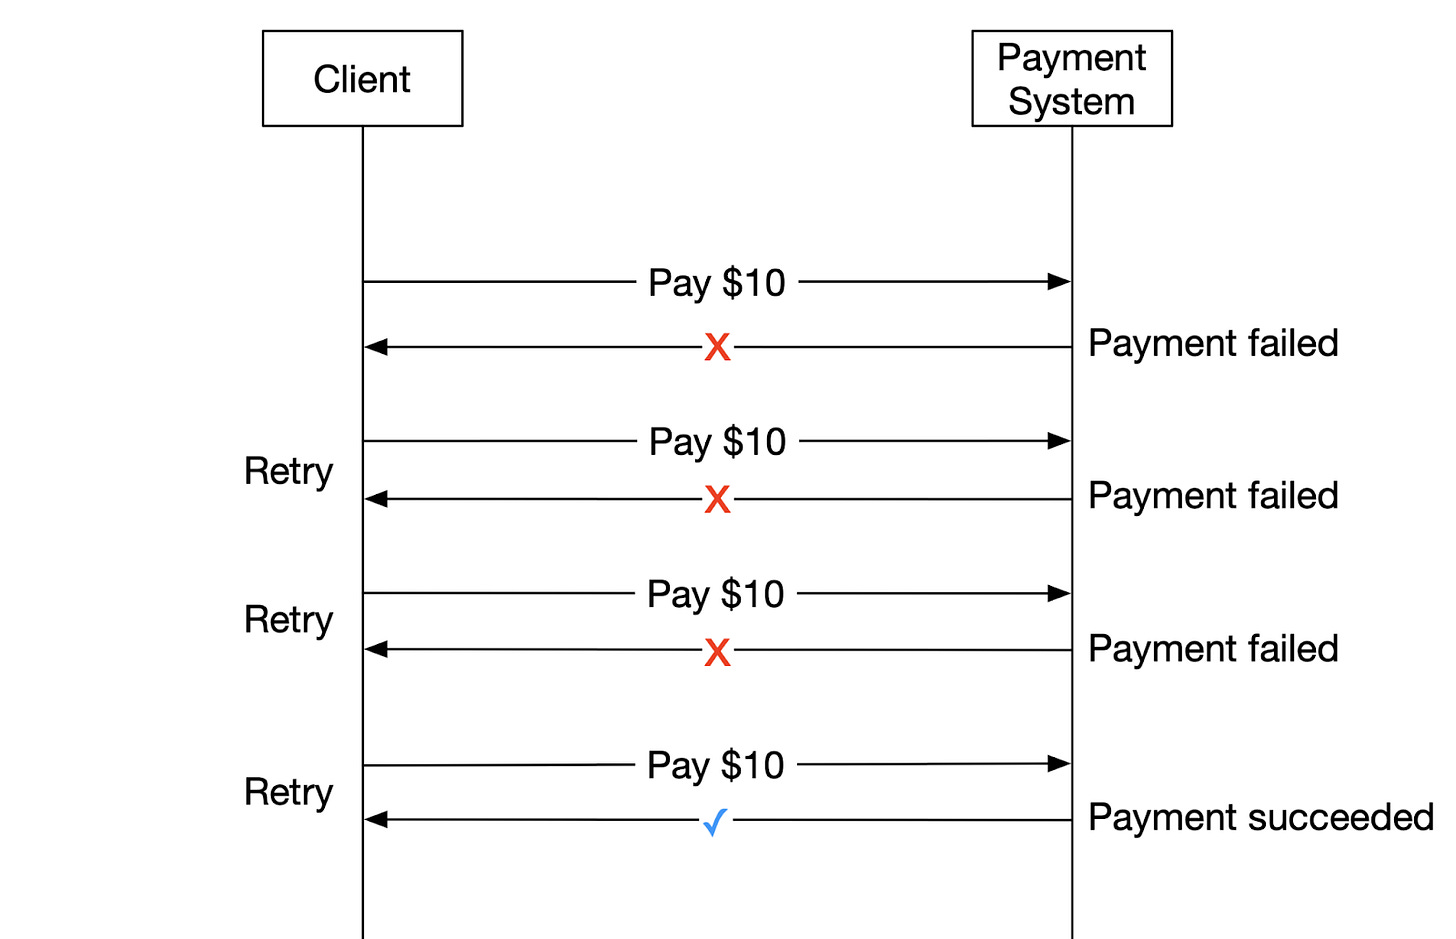 Client
Payment
System
Pay $10
X
Payment failed
Pay $10
Retry
X
Payment failed
Pay $10
Retry
X
Payment failed
Pay $10
Retry
✓
Payment succeeded